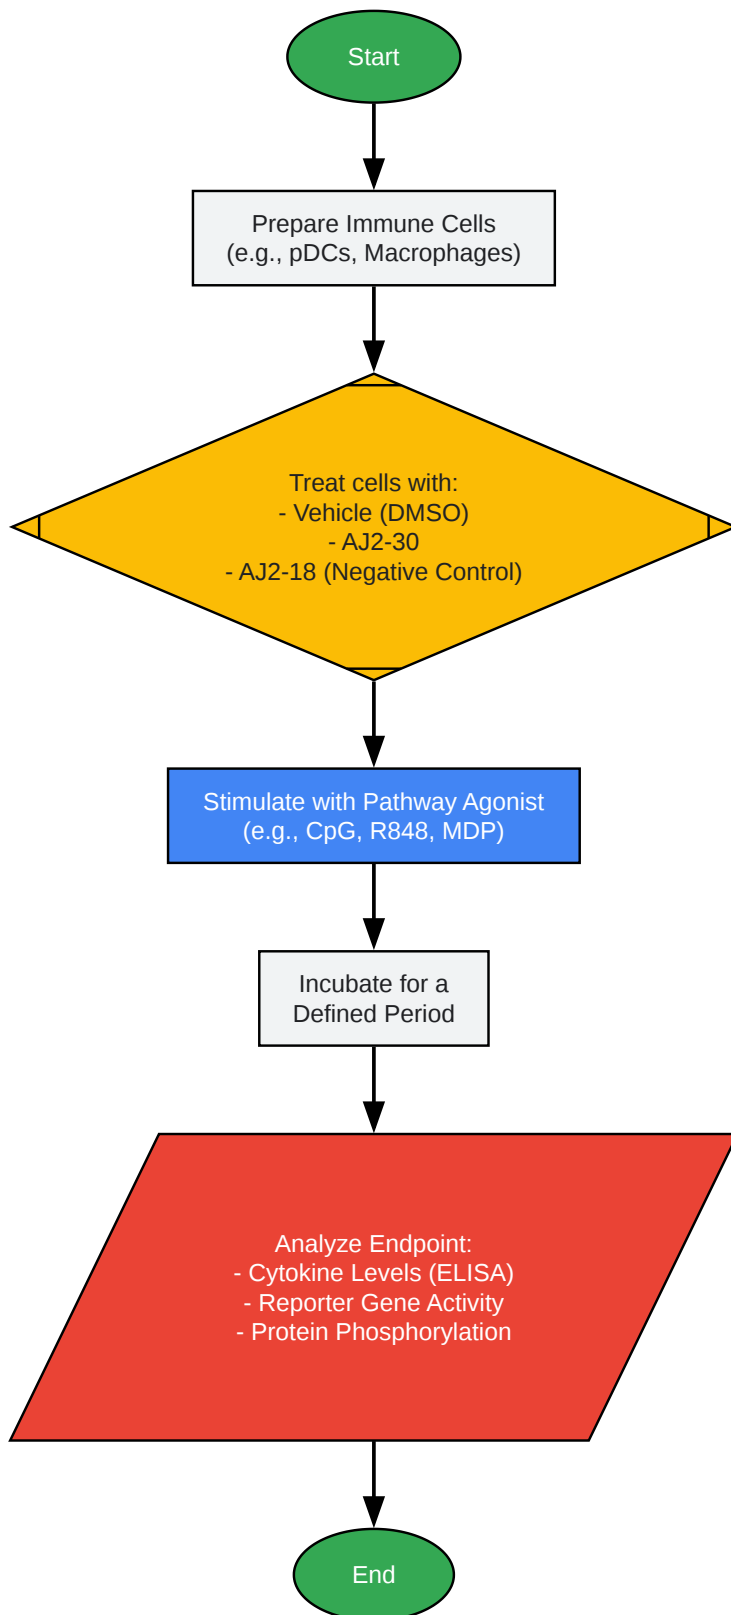 Start
Prepare Immune Cells
(e.g., pDCs, Macrophages)
Treat cells with:
- Vehicle (DMSO)
- AJ2-30
- AJ2-18 (Negative Control)
Stimulate with Pathway Agonist
(e.g., CpG, R848, MDP)
Incubate for a
Defined Period
Analyze Endpoint:
- Cytokine Levels (ELISA)
- Reporter Gene Activity
- Protein Phosphorylation
End